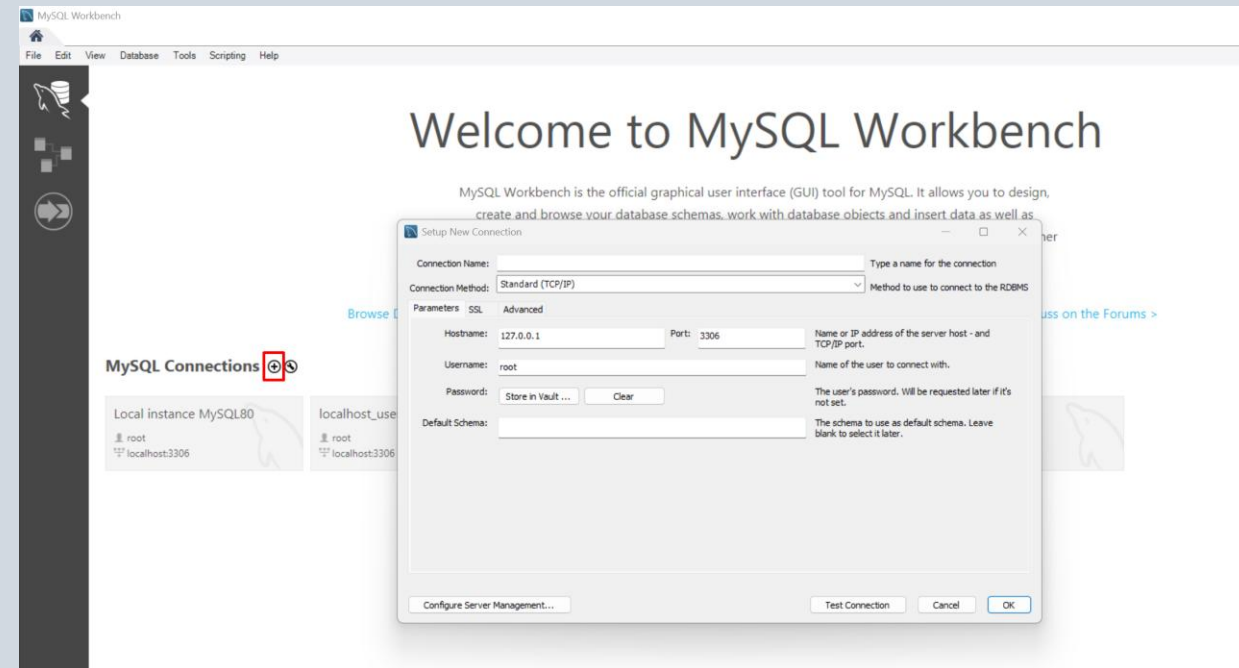 MySQL Workbench
File Edit View Database Tools Scripting Help
Welcome to MySQL Workbench
MySQL Workbench is the official graphical user interface (GUI) tool for MySQL. It allows you to design,
create and browse your database schemas, work with database objects and insert data as well as
Browse
uss on the Forums >
MySQL Connections
Local instance MySQL80
root
localhost:3306
localhost_use
root
localhost:3306
Setup New Connection
Connection Name:
Type a name for the connection
Connection Method: Standard (TCP/IP)
Method to use to connect to the RDBMS
Parameters SSL Advanced
Hostname: 127.0.0.1 Port: 3306
Name or IP address of the server host - and
TCP/IP port.
Username: root
Name of the user to connect with.
Password: Store in Vault ... Clear
The user's password. Will be requested later if it's
not set.
Default Schema:
The schema to use as default schema. Leave
blank to select it later.
Configure Server Management... Test Connection Cancel OK